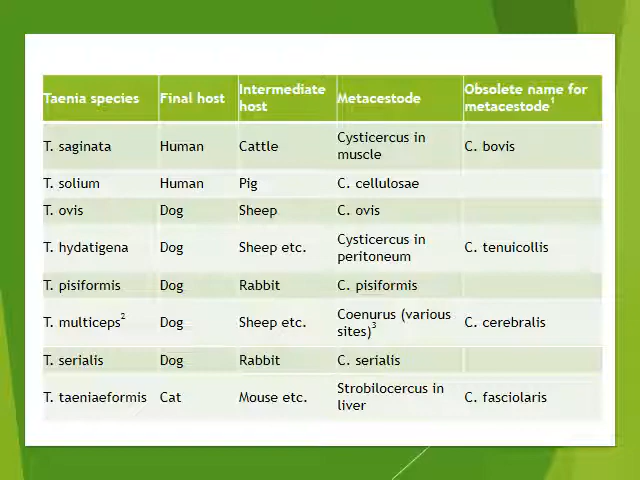 Taenia species Final host Intermediate host Metacestode Obsolete name for metacestode1
T. saginata Human Cattle Cysticercus in muscle C. bovis
T. solium Human Pig C. cellulosae
T. ovis Dog Sheep C. ovis
T. hydatigena Dog Sheep etc. Cysticercus in peritoneum C. tenuicollis
T. pisiformis Dog Rabbit C. pisiformis
T. multiceps2 Dog Sheep etc. Coenurus (various sites)3 C. cerebralis
T. serialis Dog Rabbit C. serialis
T. taeniaeformis Cat Mouse etc. Strobilocercus in liver C. fasciolaris